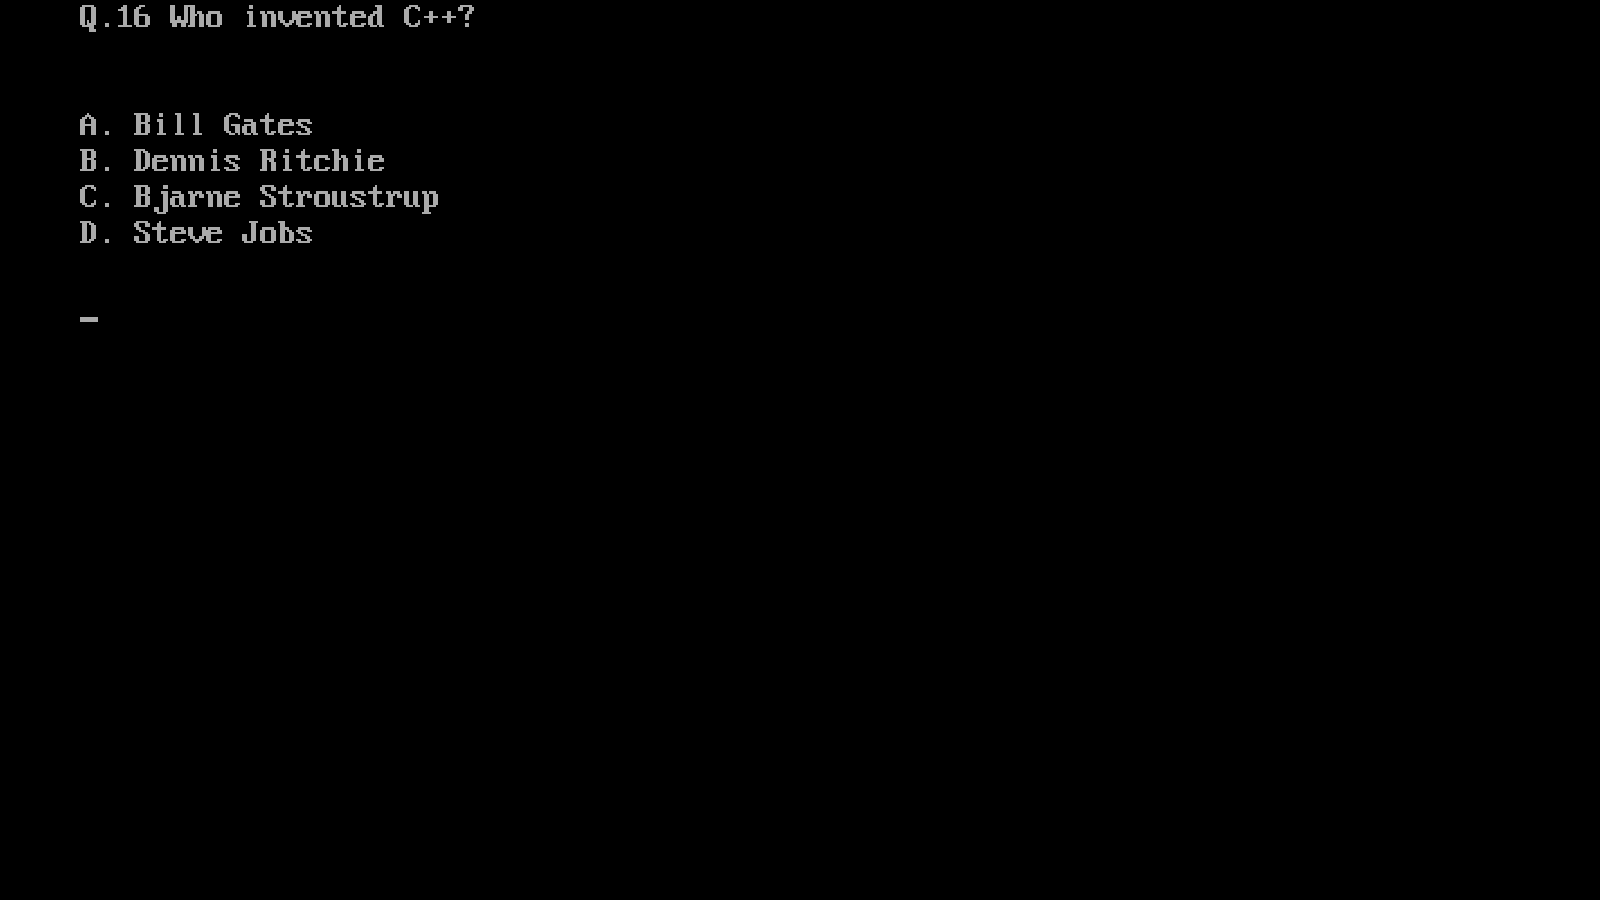 Q.16 Who invented C++?
A. Bill Gates
B. Dennis Ritchie
C. Bjarne Stroustrup
D. Steve Jobs